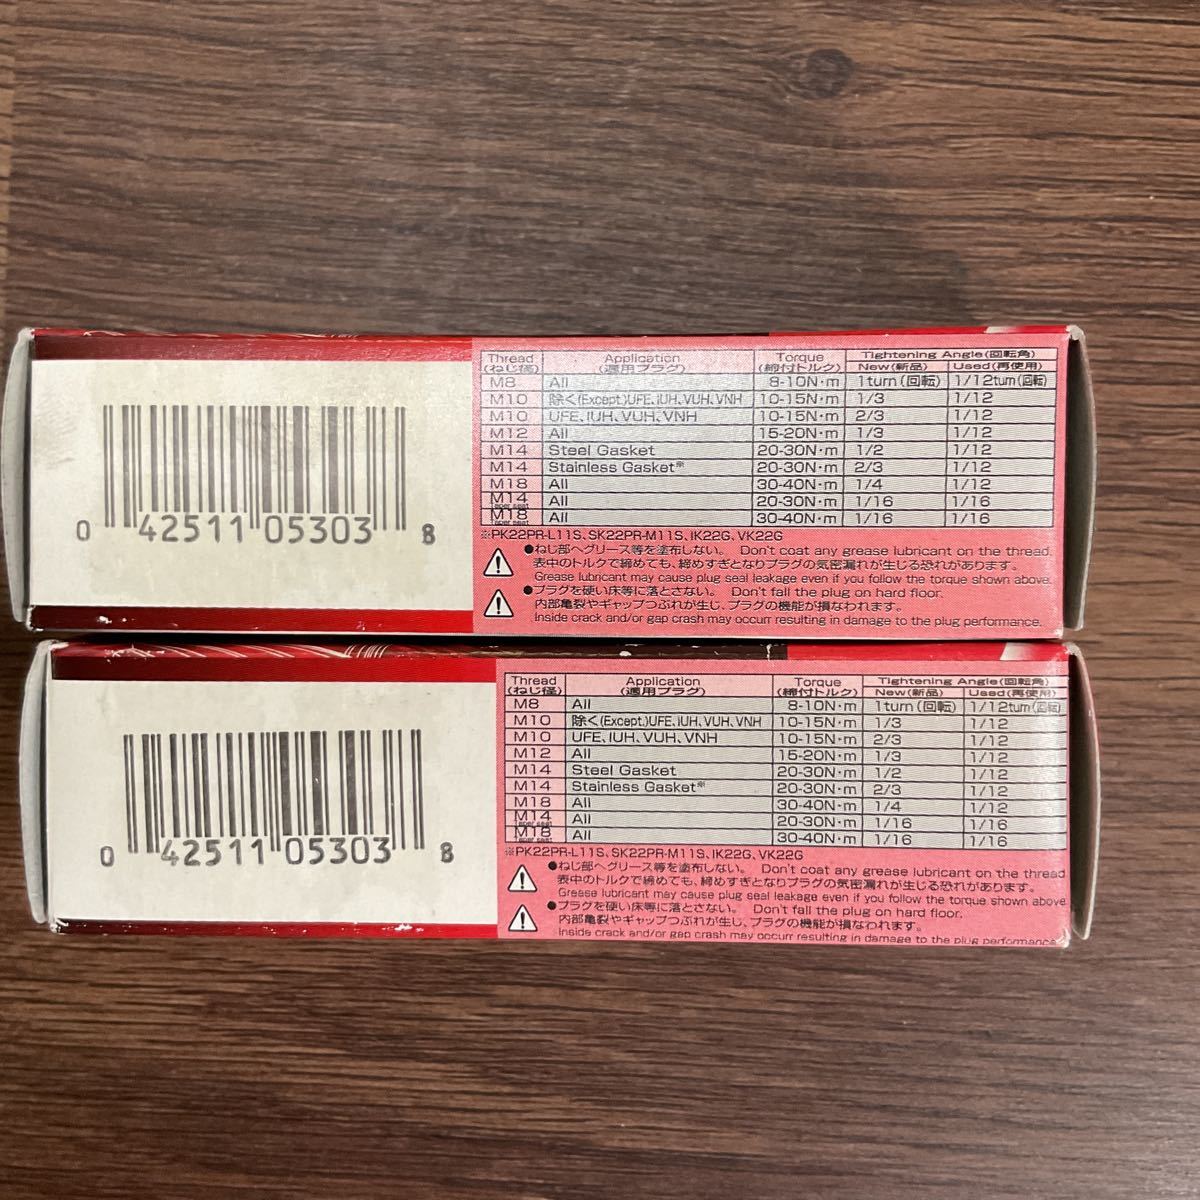 0 42511 05303 8
Thread Application Torque Tightening Angle(回転角)
(ねじ径) (適用プラグ) (締付トルク) New(新品) Used(再使用)
M8 All 8-10N·m 1turn(回転) 1/12turn(回転)
M10 除く(Except.)UFE、IUH、VUH、VNH 10-15N·m 1/3 1/12
M10 UFE、IUH、VUH、VNH 10-15N·m 2/3 1/12
M12 All 15-20N·m 1/3 1/12
M14 Steel Gasket 20-30N·m 1/2 1/12
M14 Stainless Gasket※ 20-30N·m 2/3 1/12
M18 All 30-40N·m 1/4 1/12
M14 Taper seat All 20-30N·m 1/16 1/16
M18 Taper seat All 30-40N·m 1/16 1/16
※PK22PR-L11S、SK22PR-M11S、IK22G、VK22G
●ねじ部へグリース等を塗布しない。 Don't coat any grease lubricant on the thread.
表中のトルクで締めても、締めすぎとなりプラグの気密漏れが生じる恐れがあります。
Grease lubricant may cause plug seal leakage even if you follow the torque shown above.
●プラグを硬い床等に落とさない。 Don't fall the plug on hard floor.
内部亀裂やギャップつぶれが生じ、プラグの機能が損なわれます。
Inside crack and/or gap crash may occurr resulting in damage to the plug performance.
0 42511 05303 8
Thread Application Torque Tightening Angle(回転角)
(ねじ径) (適用プラグ) (締付トルク) New(新品) Used(再使用)
M8 All 8-10N·m 1turn(回転) 1/12turn(回転)
M10 除く(Except.)UFE、IUH、VUH、VNH 10-15N·m 1/3 1/12
M10 UFE、IUH、VUH、VNH 10-15N·m 2/3 1/12
M12 All 15-20N·m 1/3 1/12
M14 Steel Gasket 20-30N·m 1/2 1/12
M14 Stainless Gasket※ 20-30N·m 2/3 1/12
M18 All 30-40N·m 1/4 1/12
M14 Taper seat All 20-30N·m 1/16 1/16
M18 Taper seat All 30-40N·m 1/16 1/16
※PK22PR-L11S、SK22PR-M11S、IK22G、VK22G
●ねじ部へグリース等を塗布しない。 Don't coat any grease lubricant on the thread
表中のトルクで締めても、締めすぎとなりプラグの気密漏れが生じる恐れがあります。
Grease lubricant may cause plug seal leakage even if you follow the torque shown above
●プラグを硬い床等に落とさない。 Don't fall the plug on hard floor.
内部亀裂やギャップつぶれが生じ、プラグの機能が損なわれます。
Inside crack and/or gap crash may occurr resulting in damage to the plug performance